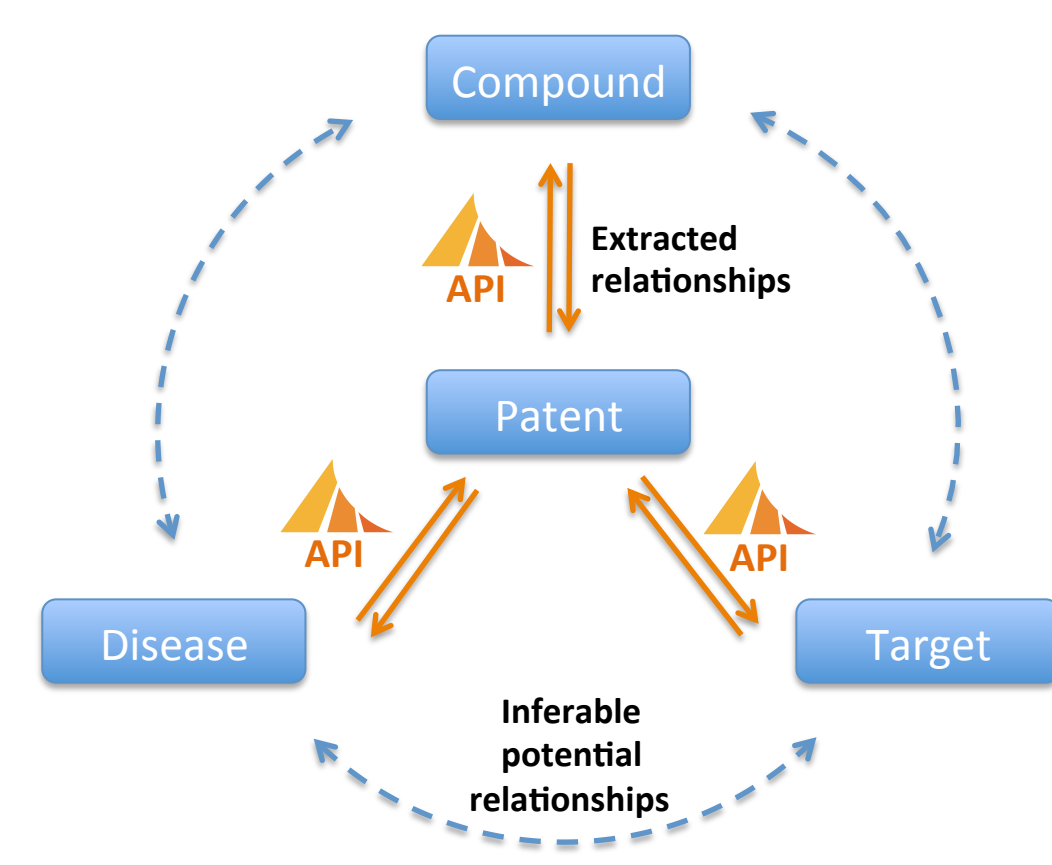 Compound
Extracted
relationships
API
Patent
API
API
Disease
Target
Inferable
potential
relationships